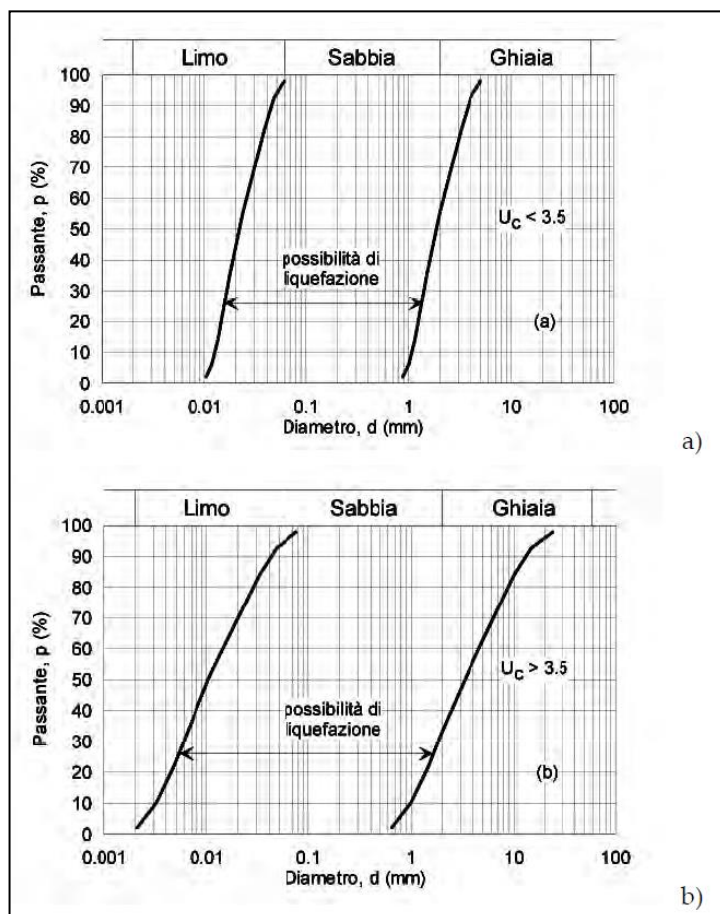 Limo Sabbia Ghiaia
100
90
80
70
60
50
40
30
20
10
0
Passante, p (%)
U_C < 3.5
possibilità di
liquefazione
(a)
0.001 0.01 0.1 1 10 100
Diametro, d (mm)
a)
Limo Sabbia Ghiaia
100
90
80
70
60
50
40
30
20
10
0
Passante, p (%)
U_C > 3.5
possibilità di
liquefazione
(b)
0.001 0.01 0.1 1 10 100
Diametro, d (mm)
b)